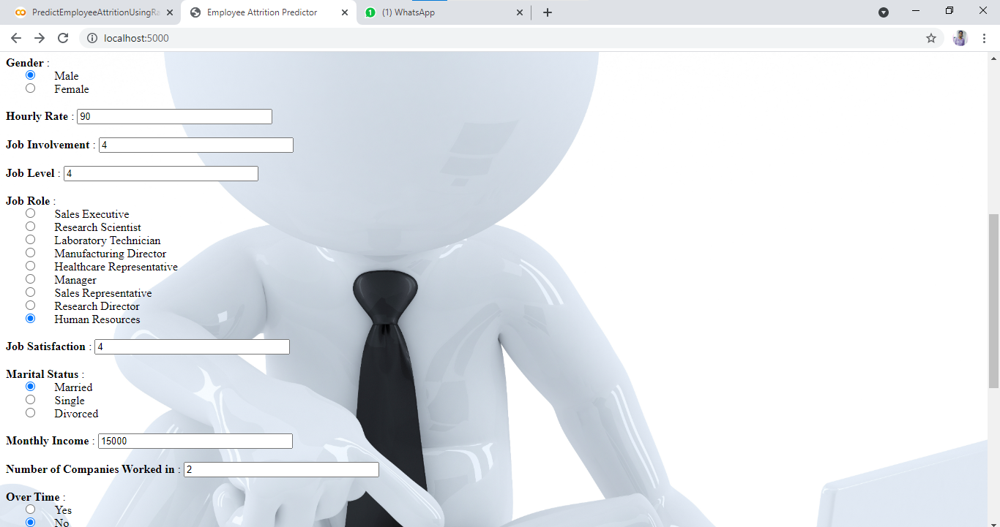 PredictEmployeeAttritionUsingRa
Employee Attrition Predictor
1 (1) WhatsApp
localhost:5000
Gender :
Male
Female
Hourly Rate : 90
Job Involvement : 4
Job Level : 4
Job Role :
Sales Executive
Research Scientist
Laboratory Technician
Manufacturing Director
Healthcare Representative
Manager
Sales Representative
Research Director
Human Resources
Job Satisfaction : 4
Marital Status :
Married
Single
Divorced
Monthly Income : 15000
Number of Companies Worked in : 2
Over Time :
Yes
No